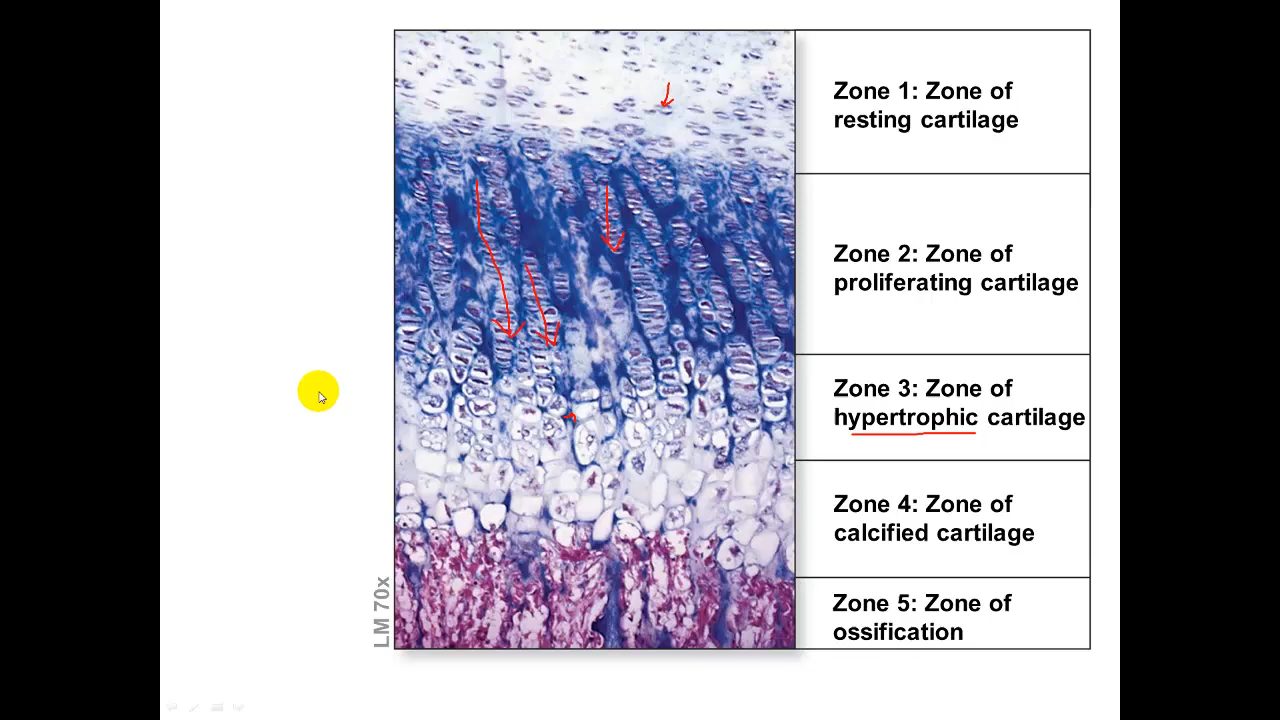 Zone 1: Zone of
resting cartilage
Zone 2: Zone of
proliferating cartilage
Zone 3: Zone of
hypertrophic cartilage
Zone 4: Zone of
calcified cartilage
Zone 5: Zone of
ossification
LM 70x